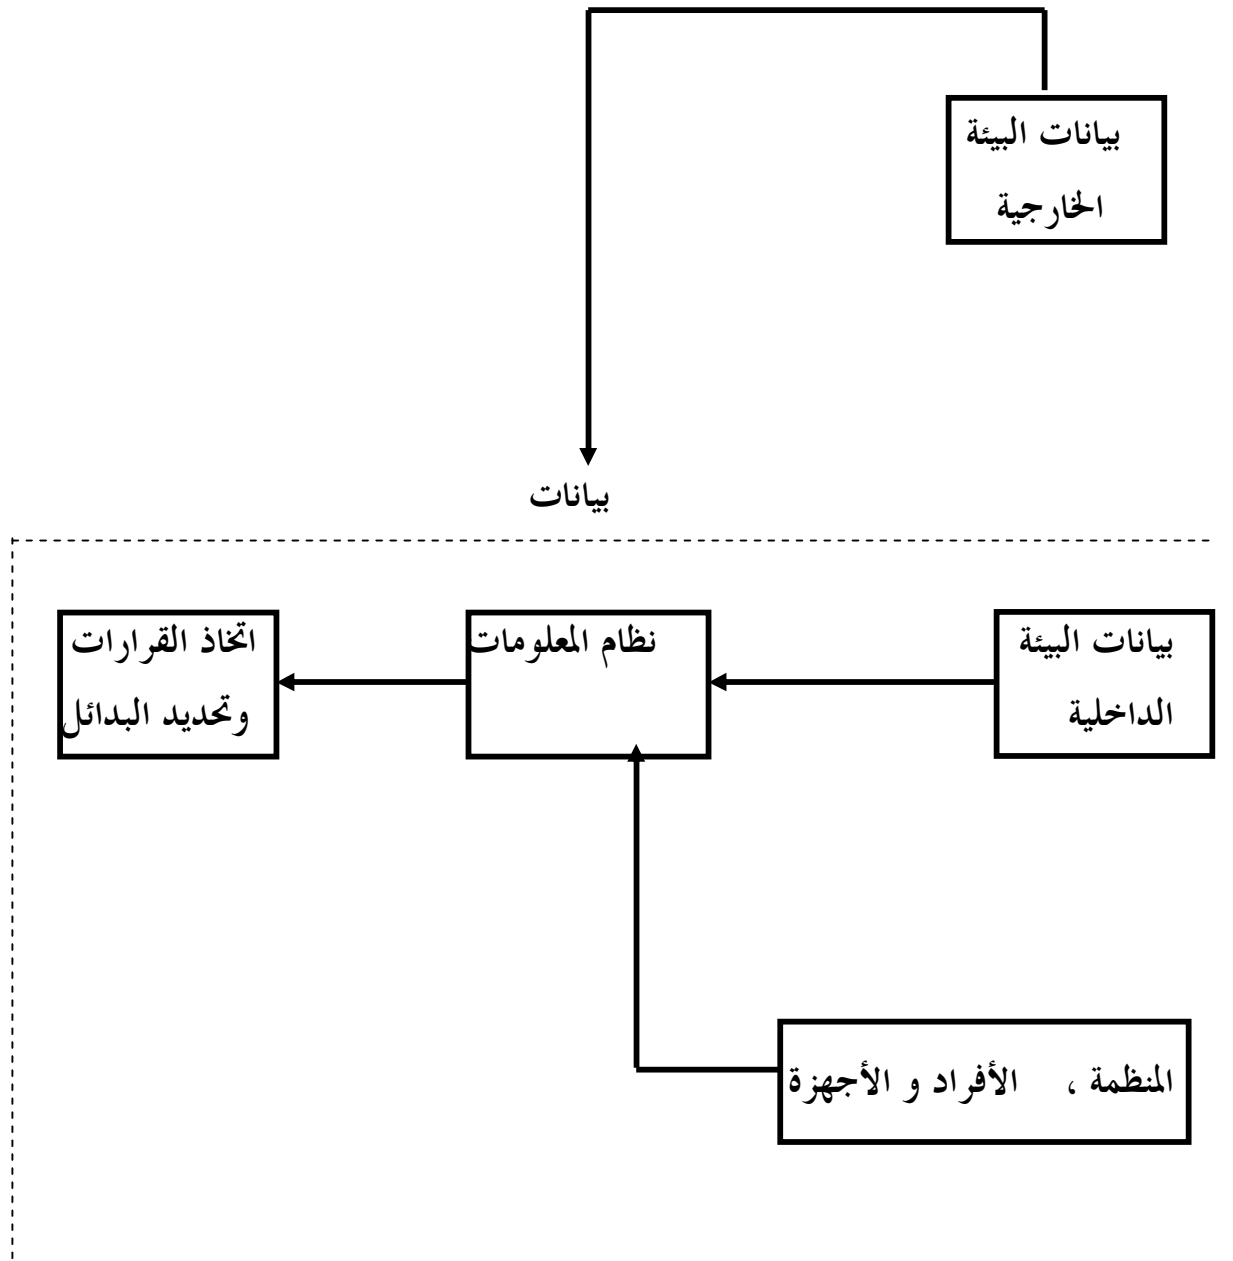 بيانات البيئة
الخارجية
بيانات
بيانات البيئة
الداخلية
نظام المعلومات
اتخاذ القرارات
وتحديد البدائل
المنظمة ، الأفراد و الأجهزة